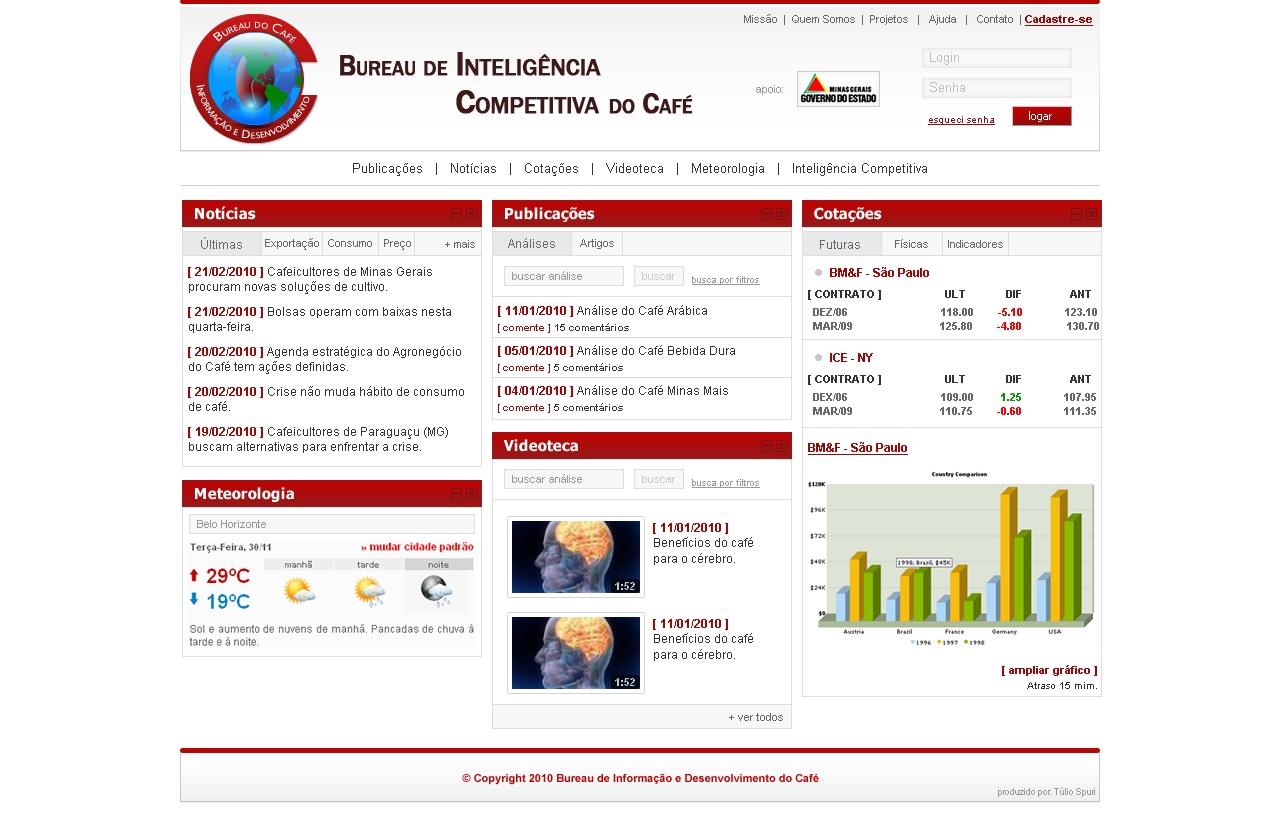 Missão | Quem Somos | Projetos | Ajuda | Contato | Cadastre-se
BUREAU DO CAFÉ
INFORMAÇÃO E DESENVOLVIMENTO
BUREAU DE INTELIGÊNCIA
COMPETITIVA DO CAFÉ
apoio:
MINAS GERAIS
GOVERNO DO ESTADO
Login
Senha
esqueci senha
logar
Publicações | Notícias | Cotações | Videoteca | Meteorologia | Inteligência Competitiva
Notícias
Últimas Exportação Consumo Preço + mais
[ 21/02/2010 ] Cafeicultores de Minas Gerais
procuram novas soluções de cultivo.
[ 21/02/2010 ] Bolsas operam com baixas nesta
quarta-feira.
[ 20/02/2010 ] Agenda estratégica do Agronegócio
do Café tem ações definidas.
[ 20/02/2010 ] Crise não muda hábito de consumo
de café.
[ 19/02/2010 ] Cafeicultores de Paraguaçu (MG)
buscam alternativas para enfrentar a crise.
Meteorologia
Belo Horizonte
Terça-Feira, 30/11 » mudar cidade padrão
manhã tarde noite
29ºC
19ºC
Sol e aumento de nuvens de manhã. Pancadas de chuva à
tarde e à noite.
Publicações
Análises Artigos
buscar análise buscar busca por filtros
[ 11/01/2010 ] Análise do Café Arábica
[ comente ] 15 comentários
[ 05/01/2010 ] Análise do Café Bebida Dura
[ comente ] 5 comentários
[ 04/01/2010 ] Análise do Café Minas Mais
[ comente ] 5 comentários
Videoteca
buscar análise buscar busca por filtros
1:52
[ 11/01/2010 ]
Benefícios do café
para o cérebro.
1:52
[ 11/01/2010 ]
Benefícios do café
para o cérebro.
+ ver todos
Cotações
Futuras Físicas Indicadores
BM&F - São Paulo
[ CONTRATO ] ULT DIF ANT
DEZ/06 118.00 -5.10 123.10
MAR/09 125.80 -4.80 130.70
ICE - NY
[ CONTRATO ] ULT DIF ANT
DEX/06 109.00 1.25 107.95
MAR/09 110.75 -0.60 111.35
BM&F - São Paulo
Country Comparison
$120K
$96K
$72K
$48K
$24K
$0
1998, Brazil, $45K
Austria Brazil France Germany USA
1996 1997 1998
[ ampliar gráfico ]
Atraso 15 mim.
© Copyright 2010 Bureau de Informação e Desenvolvimento do Café
produzido por: Túlio Spuri